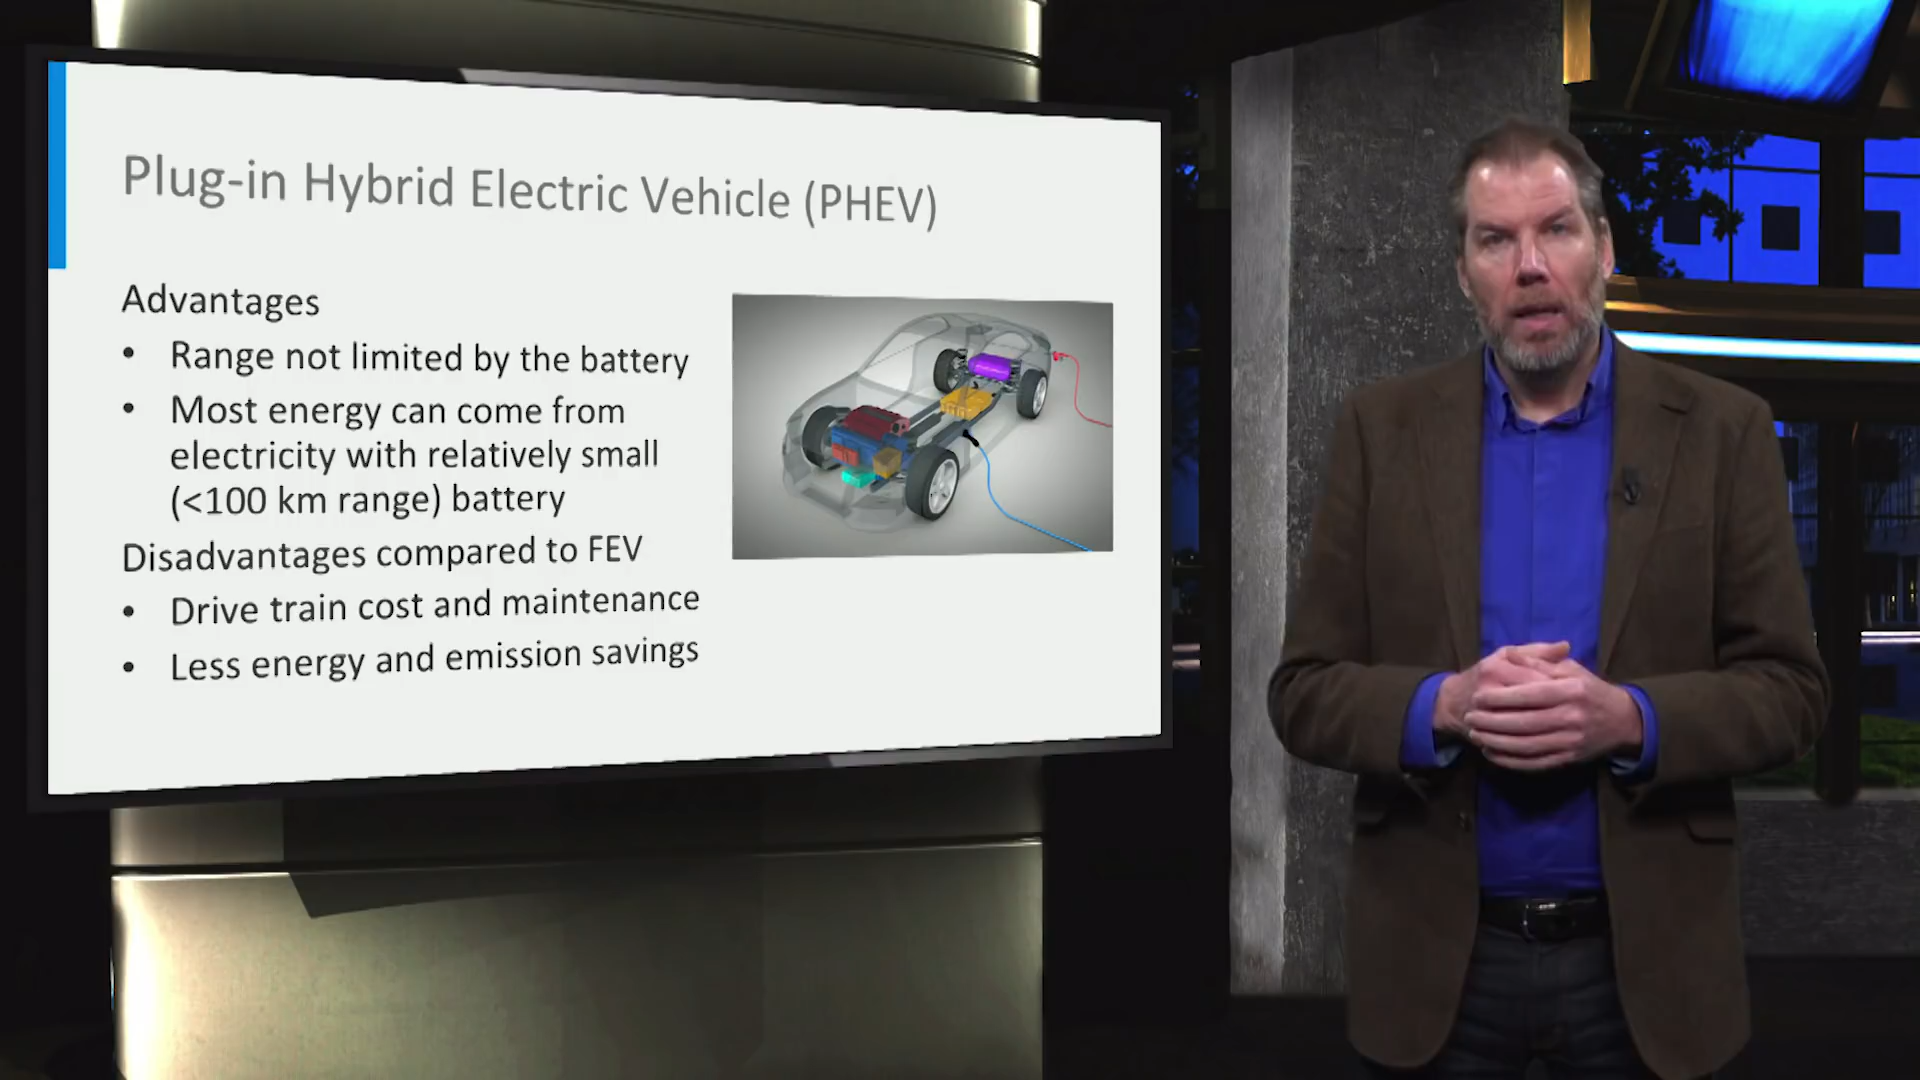 Plug-in Hybrid Electric Vehicle (PHEV)
Advantages
• Range not limited by the battery
• Most energy can come from
electricity with relatively small
(<100 km range) battery
Disadvantages compared to FEV
• Drive train cost and maintenance
• Less energy and emission savings